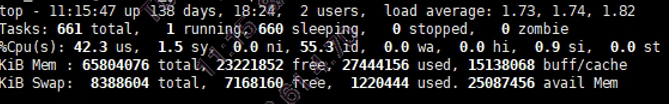 top - 11:15:47 up 138 days, 18:24,  2 users,  load average: 1.73, 1.74, 1.82
Tasks: 661 total,   1 running, 660 sleeping,   0 stopped,   0 zombie
%Cpu(s): 42.3 us,  1.5 sy,  0.0 ni, 55.3 id,  0.0 wa,  0.0 hi,  0.9 si,  0.0 st
KiB Mem : 65804076 total, 23221852 free, 27444156 used, 15138068 buff/cache
KiB Swap:  8388604 total,  7168160 free,  1220444 used. 25087456 avail Mem